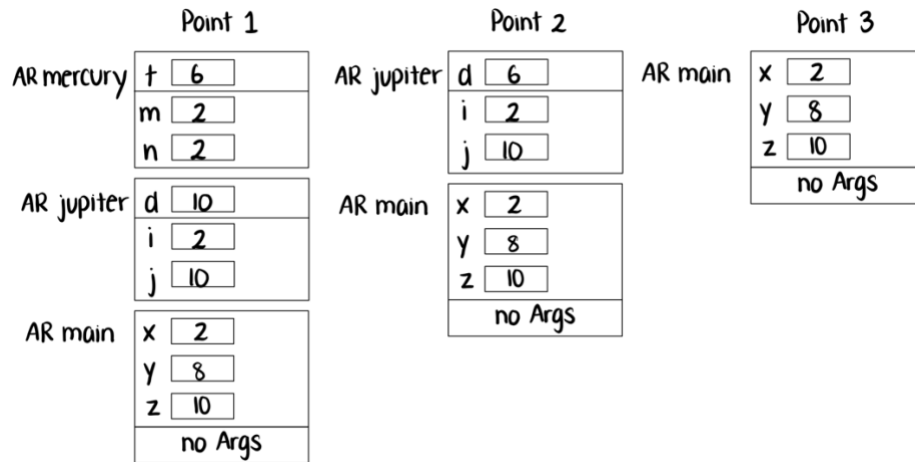 Point 1
AR mercury t 6
m 2
n 2
AR jupiter d 10
i 2
j 10
AR main x 2
y 8
z 10
no Args
Point 2
AR jupiter d 6
i 2
j 10
AR main x 2
y 8
z 10
no Args
Point 3
AR main x 2
y 8
z 10
no Args